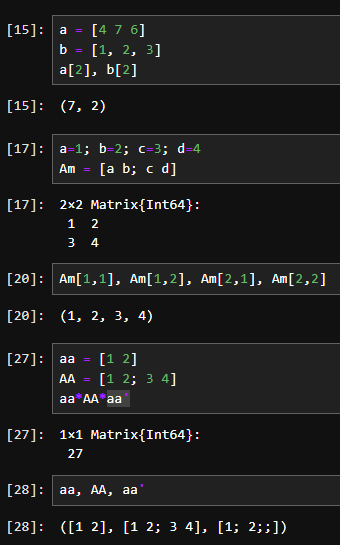 [15]: a = [4 7 6]
b = [1, 2, 3]
a[2], b[2]
[15]: (7, 2)
[17]: a=1; b=2; c=3; d=4
Am = [a b; c d]
[17]: 2×2 Matrix{Int64}:
1 2
3 4
[20]: Am[1,1], Am[1,2], Am[2,1], Am[2,2]
[20]: (1, 2, 3, 4)
[27]: aa = [1 2]
AA = [1 2; 3 4]
aa*AA*aa'
[27]: 1×1 Matrix{Int64}:
27
[28]: aa, AA, aa'
[28]: ([1 2], [1 2; 3 4], [1; 2;;])